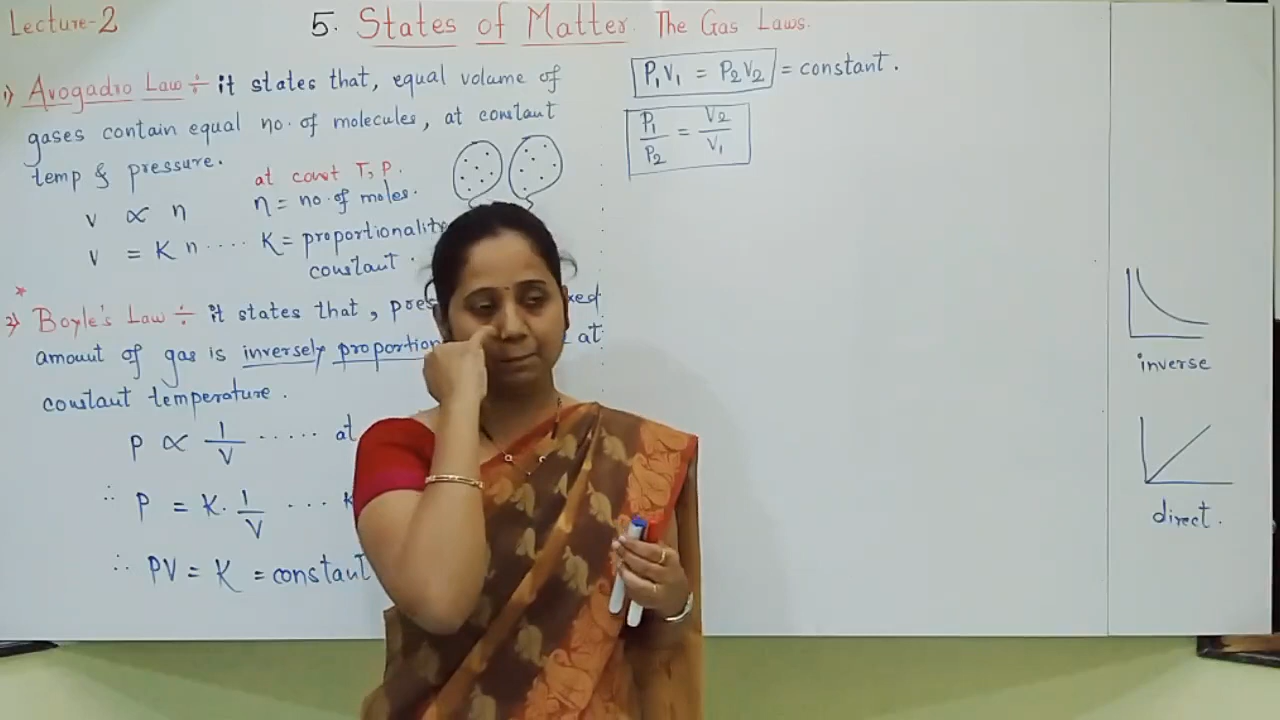 Lecture-2
5. States of Matter. The Gas Laws.
1) Avogadro Law ÷ it states that, equal volume of
gases contain equal no. of molecules, at constant
temp & pressure.
at const T, P.
V ∝ n
n = no. of moles.
V = K n .... K = proportionality
constant.
*
2) Boyle's Law ÷ it states that,
amount of gas is inversely at
constant temperature.
P ∝ 1/V ..... at
∴ P = K. 1/V ...
∴ PV = K = constant
P1V1 = P2V2 = constant.
P1/P2 = V2/V1
inverse
direct.